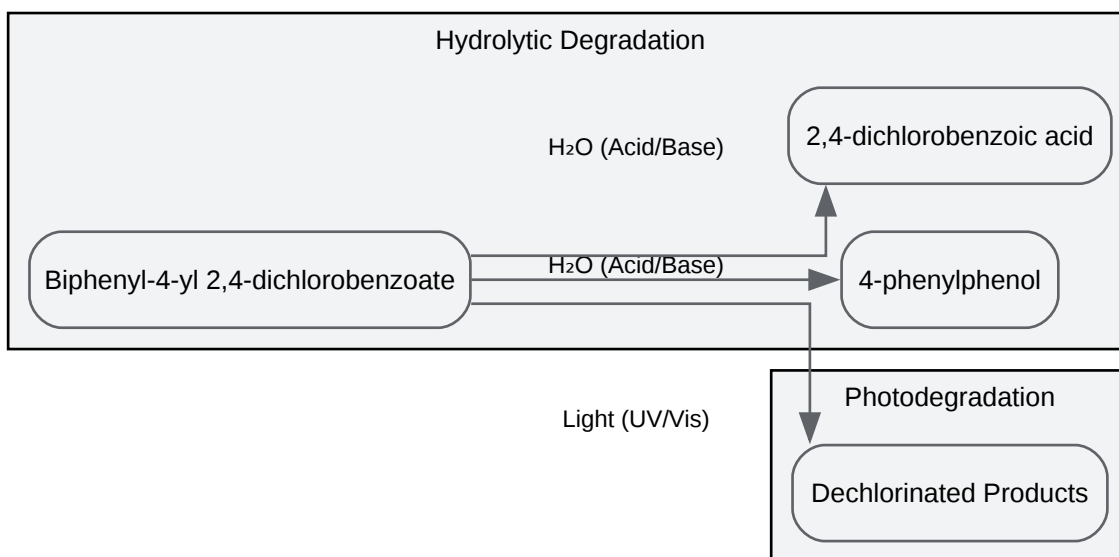 Hydrolytic Degradation
2,4-dichlorobenzoic acid
H₂O (Acid/Base)
Biphenyl-4-yl 2,4-dichlorobenzoate
H₂O (Acid/Base)
4-phenylphenol
Photodegradation
Light (UV/Vis)
Dechlorinated Products